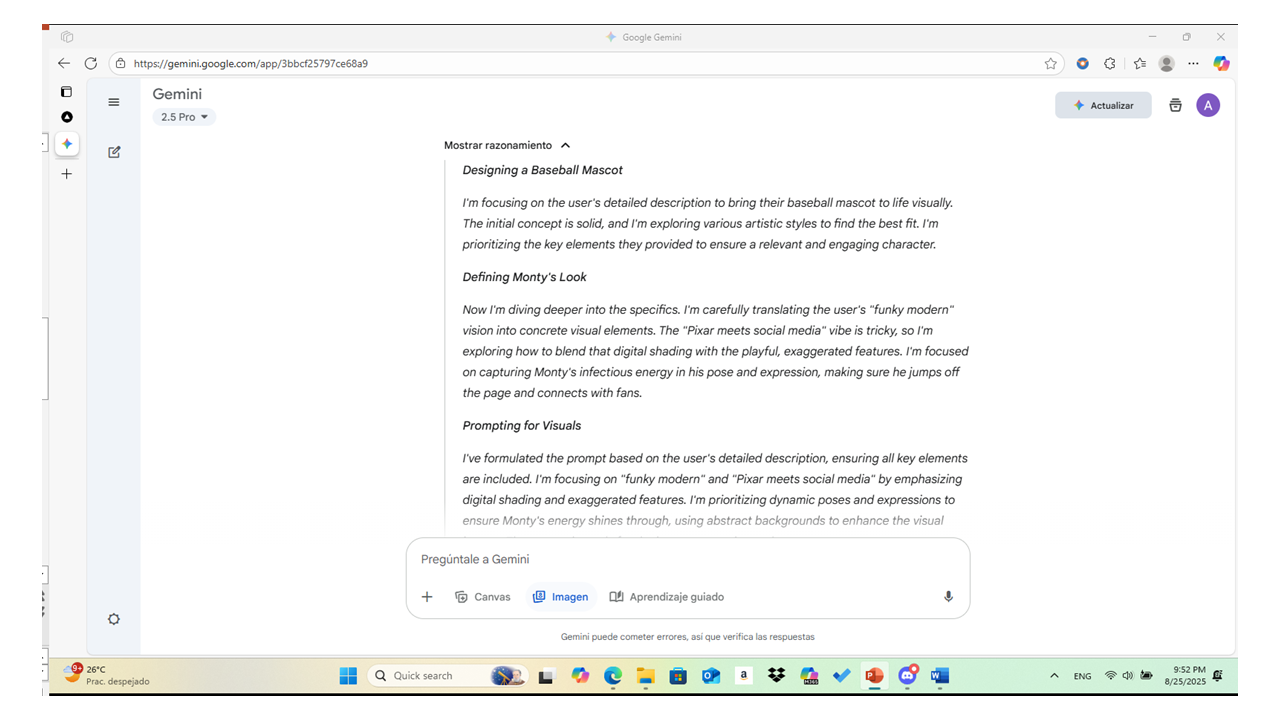 Google Gemini
https://gemini.google.com/app/3bbcf25797ce68a9
Gemini
2.5 Pro
Actualizar
A
Mostrar razonamiento
Designing a Baseball Mascot
I'm focusing on the user's detailed description to bring their baseball mascot to life visually.
The initial concept is solid, and I'm exploring various artistic styles to find the best fit. I'm
prioritizing the key elements they provided to ensure a relevant and engaging character.
Defining Monty's Look
Now I'm diving deeper into the specifics. I'm carefully translating the user's "funky modern"
vision into concrete visual elements. The "Pixar meets social media" vibe is tricky, so I'm
exploring how to blend that digital shading with the playful, exaggerated features. I'm focused
on capturing Monty's infectious energy in his pose and expression, making sure he jumps off
the page and connects with fans.
Prompting for Visuals
I've formulated the prompt based on the user's detailed description, ensuring all key elements
are included. I'm focusing on "funky modern" and "Pixar meets social media" by emphasizing
digital shading and exaggerated features. I'm prioritizing dynamic poses and expressions to
ensure Monty's energy shines through, using abstract backgrounds to enhance the visual
Pregúntale a Gemini
Canvas
Imagen
Aprendizaje guiado
Gemini puede cometer errores, así que verifica las respuestas
9+
26°C
Prac. despejado
Quick search
a
M365
P
W
ENG
9:52 PM
8/25/2025